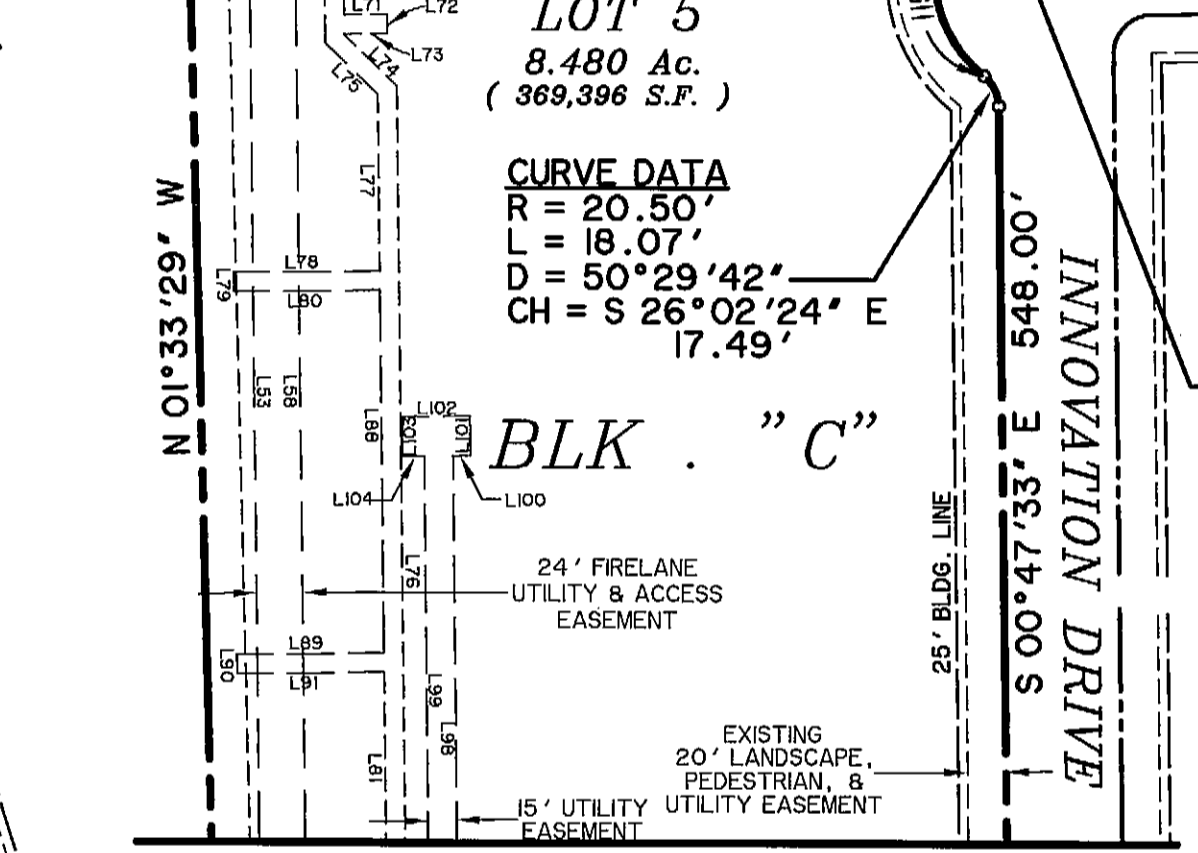 L71
L72
L73
L74
L75
LOT 5
8.480 Ac.
( 369,396 S.F. )
CURVE DATA
R = 20.50'
L = 18.07'
D = 50°29'42"
CH = S 26°02'24" E
17.49'
L77
N 01°33'29" W
L78
L79
L80
L53
L58
L88
L102
L103
L101
L104
L100
BLK. "C"
548.00'
S 00°47'33" E
INNOVATION DRIVE
25' BLDG. LINE
L76
24' FIRELANE
UTILITY & ACCESS
EASEMENT
L89
L90
L91
L99
L98
L81
EXISTING
20' LANDSCAPE,
PEDESTRIAN, &
UTILITY EASEMENT
15' UTILITY
EASEMENT